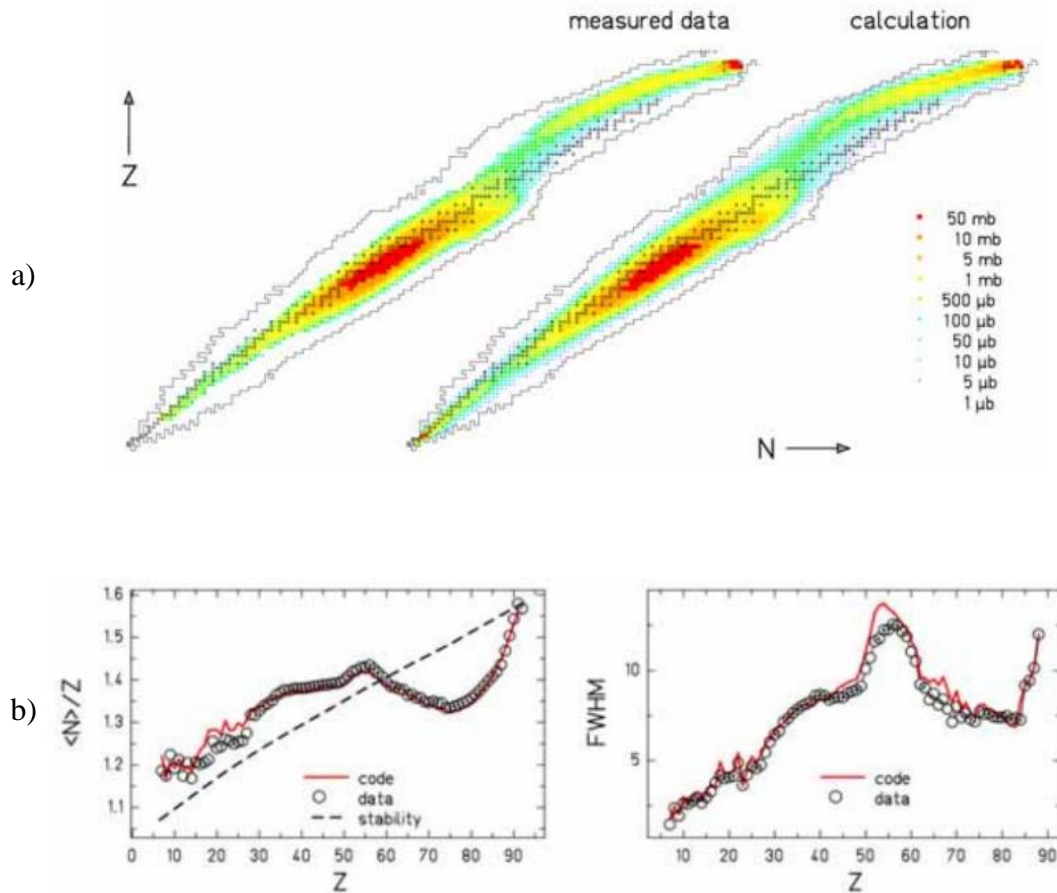 measured data calculation
Z
a)
50 mb
10 mb
5 mb
1 mb
500 μb
100 μb
50 μb
10 μb
5 μb
1 μb
N
b)
<N>/Z
1.6
1.5
1.4
1.3
1.2
1.1
code
data
stability
0 10 20 30 40 50 60 70 80 90
Z
FWHM
10
5
code
data
10 20 30 40 50 60 70 80 90
Z